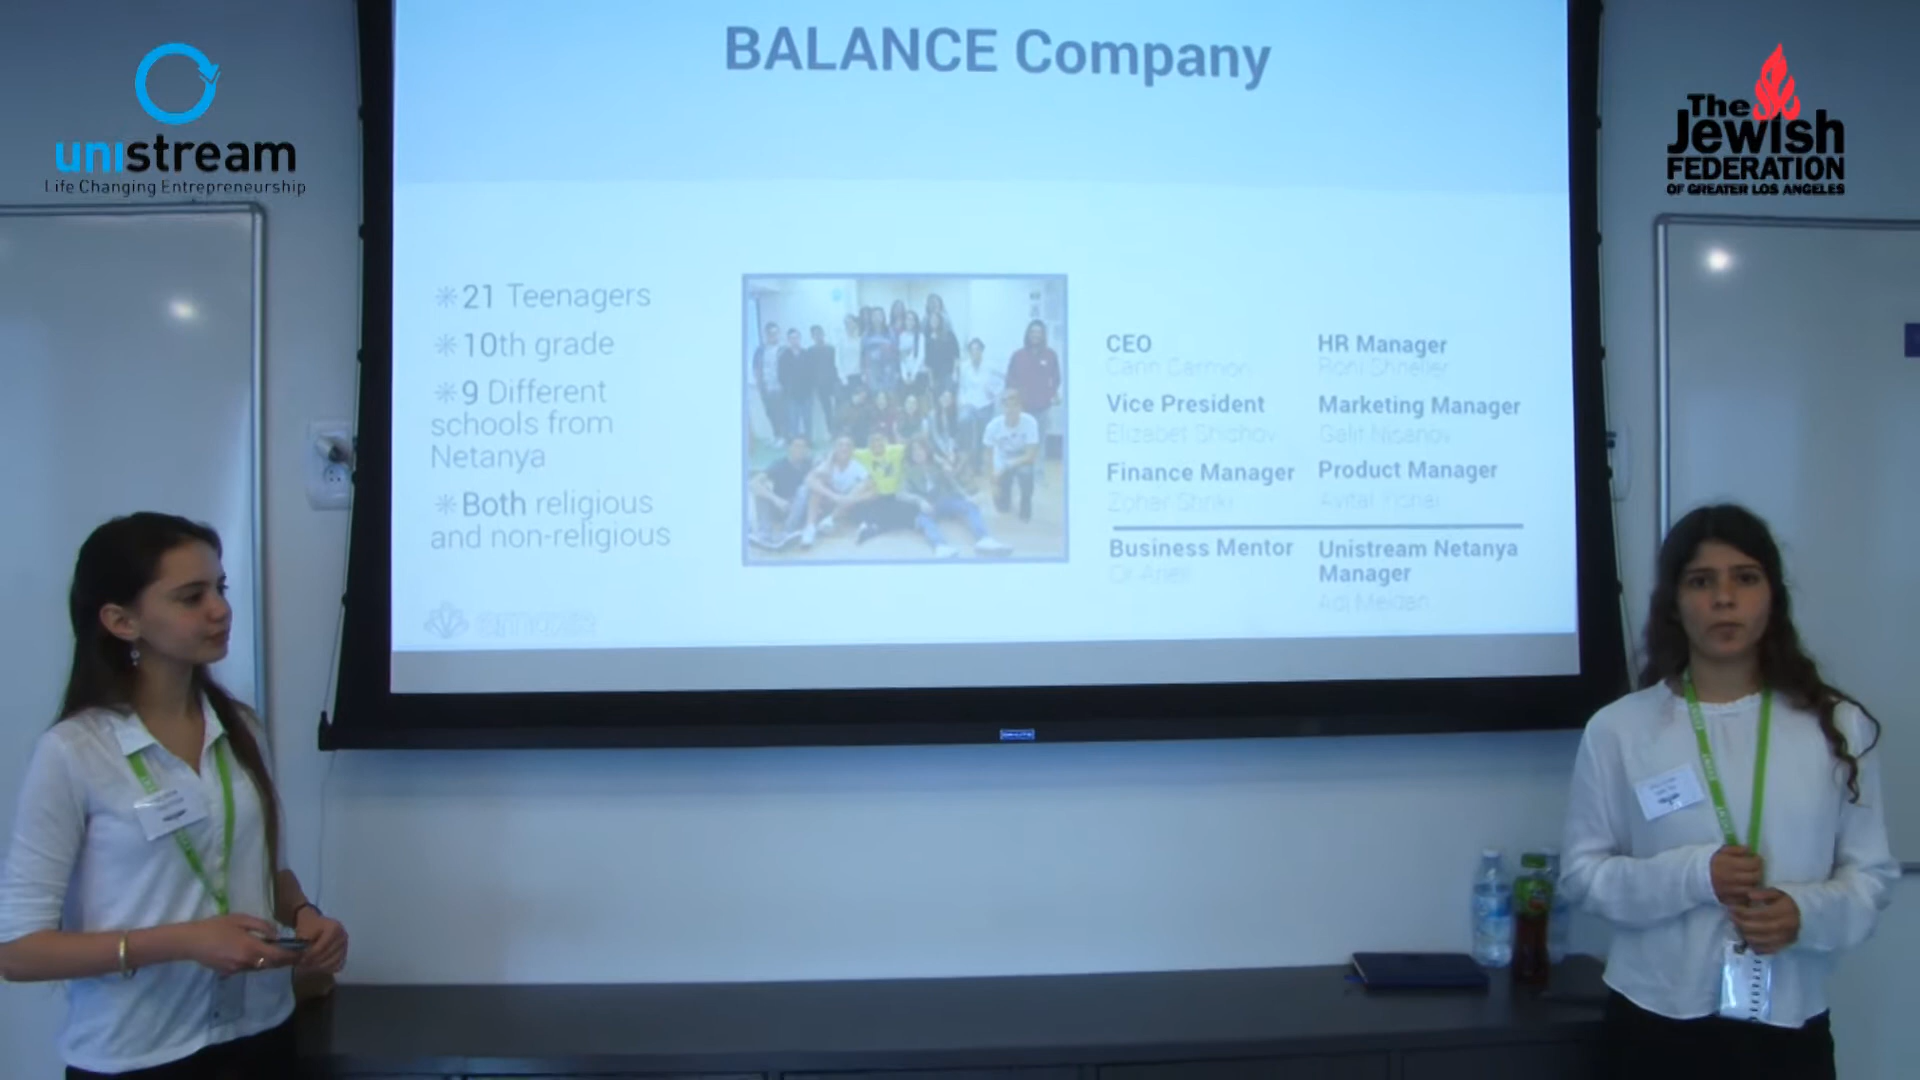 BALANCE Company
unistream
Life Changing Entrepreneurship
The
Jewish
FEDERATION
OF GREATER LOS ANGELES
21 Teenagers
10th grade
9 Different
schools from
Netanya
Both religious
and non-religious
CEO
HR Manager
Vice President
Marketing Manager
Finance Manager
Product Manager
Business Mentor
Unistream Netanya
Manager
Adi Meidan